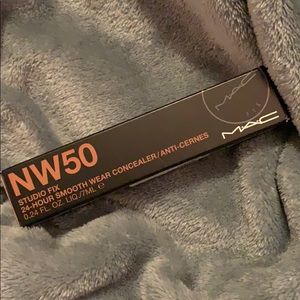 NW50
STUDIO FIX
24-HOUR SMOOTH WEAR CONCEALER/ANTI-CERNES
0.24 FL. OZ. LIQ./7ML ℮
MAC